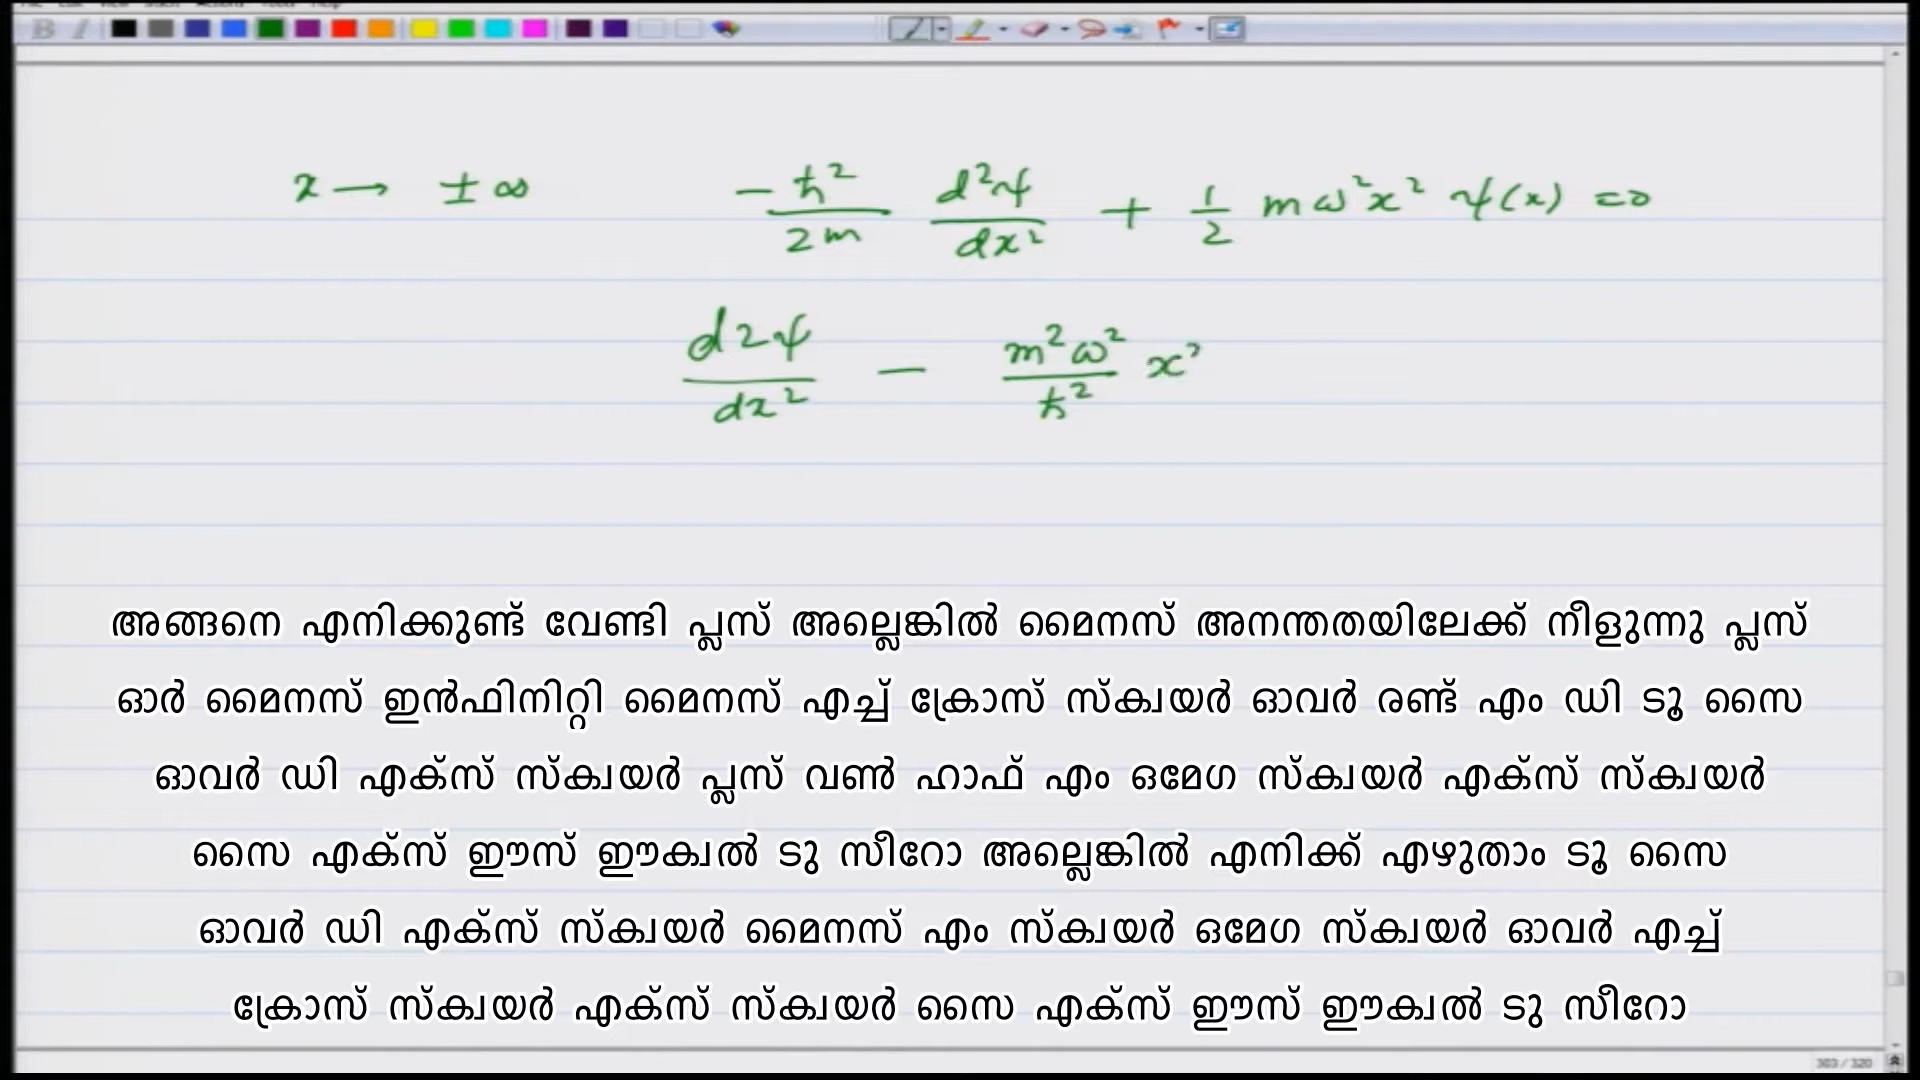 x → ± ∞   -ħ²/2m d²ψ/dx² + 1/2 mω²x² ψ(x) =0
d2ψ/dx² - m²ω²/ħ² x²
അങ്ങനെ എനിക്കുണ്ട് വേണ്ടി പ്ലസ് അല്ലെങ്കിൽ മൈനസ് അനന്തതയിലേക്ക് നീളുന്നു പ്ലസ്
ഓർ മൈനസ് ഇൻഫിനിറ്റി മൈനസ് എച്ച് ക്രോസ് സ്ക്വയർ ഓവർ രണ്ട് എം ഡി ടൂ സൈ
ഓവർ ഡി എക്സ് സ്ക്വയർ പ്ലസ് വൺ ഹാഫ് എം ഒമേഗ സ്ക്വയർ എക്സ് സ്ക്വയർ
സൈ എക്സ് ഈസ് ഈക്വൽ ടു സീറോ അല്ലെങ്കിൽ എനിക്ക് എഴുതാം ടൂ സൈ
ഓവർ ഡി എക്സ് സ്ക്വയർ മൈനസ് എം സ്ക്വയർ ഒമേഗ സ്ക്വയർ ഓവർ എച്ച്
ക്രോസ് സ്ക്വയർ എക്സ് സ്ക്വയർ സൈ എക്സ് ഈസ് ഈക്വൽ ടു സീറോ
303 / 320